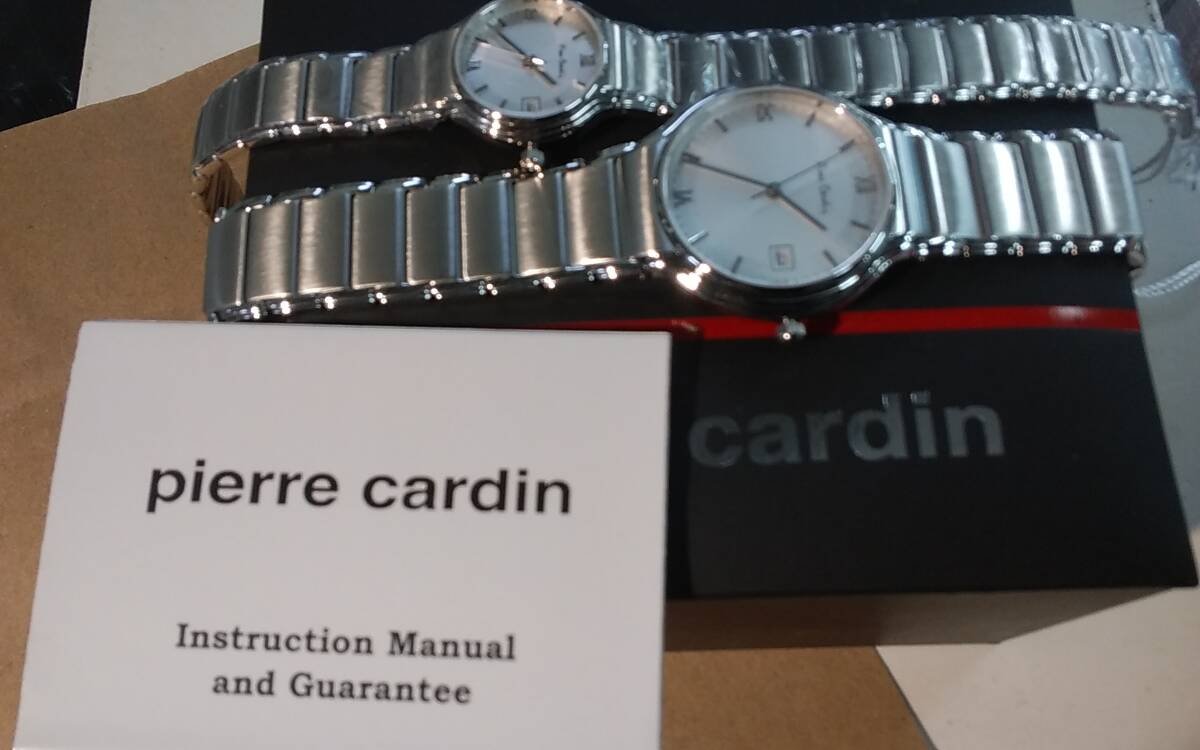 pierre cardin
Instruction Manual
and Guarantee
cardin